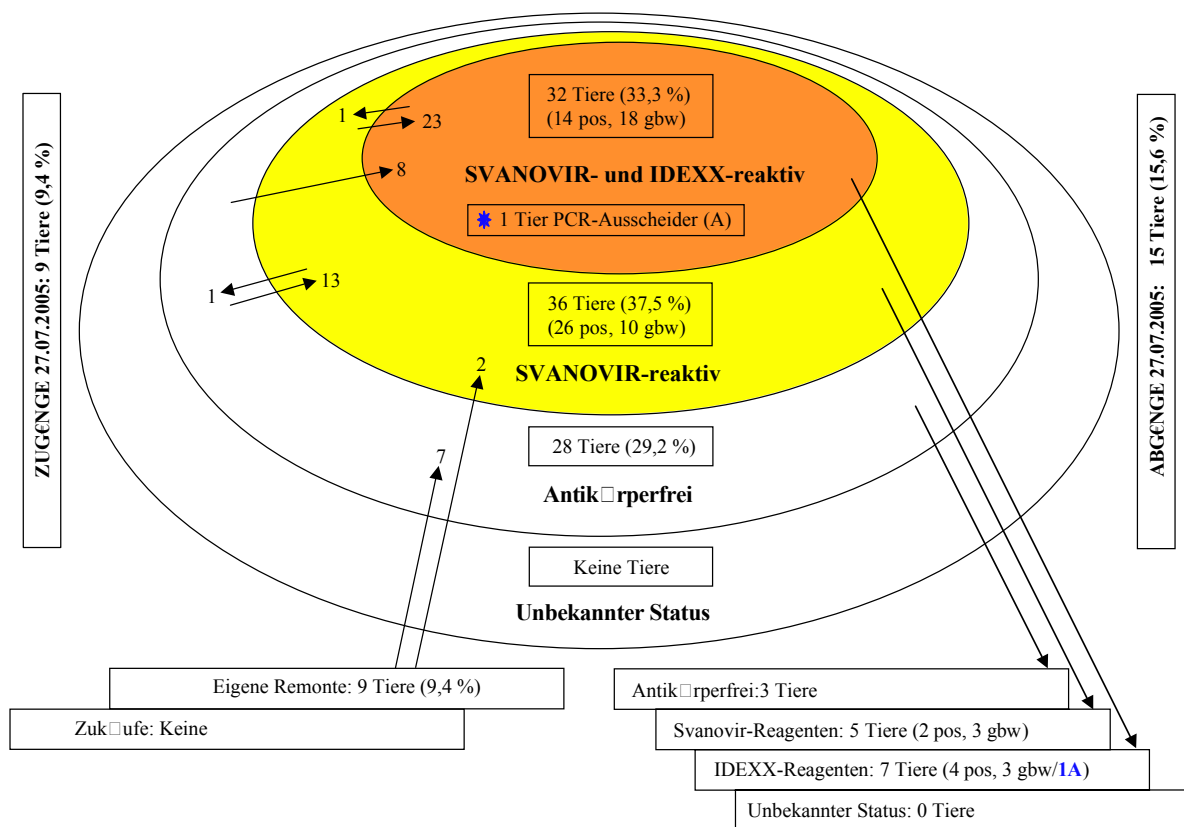 ZUG€NGE 27.07.2005: 9 Tiere (9,4 %)
ABG€NGE 27.07.2005: 15 Tiere (15,6 %)
32 Tiere (33,3 %)
(14 pos, 18 gbw)
1
23
8
SVANOVIR- und IDEXX-reaktiv
1 Tier PCR-Ausscheider (A)
1
13
36 Tiere (37,5 %)
(26 pos, 10 gbw)
2
SVANOVIR-reaktiv
28 Tiere (29,2 %)
7
Antik□rperfrei
Keine Tiere
Unbekannter Status
Eigene Remonte: 9 Tiere (9,4 %)
Zuk□ufe: Keine
Antik□rperfrei:3 Tiere
Svanovir-Reagenten: 5 Tiere (2 pos, 3 gbw)
IDEXX-Reagenten: 7 Tiere (4 pos, 3 gbw/1A)
Unbekannter Status: 0 Tiere